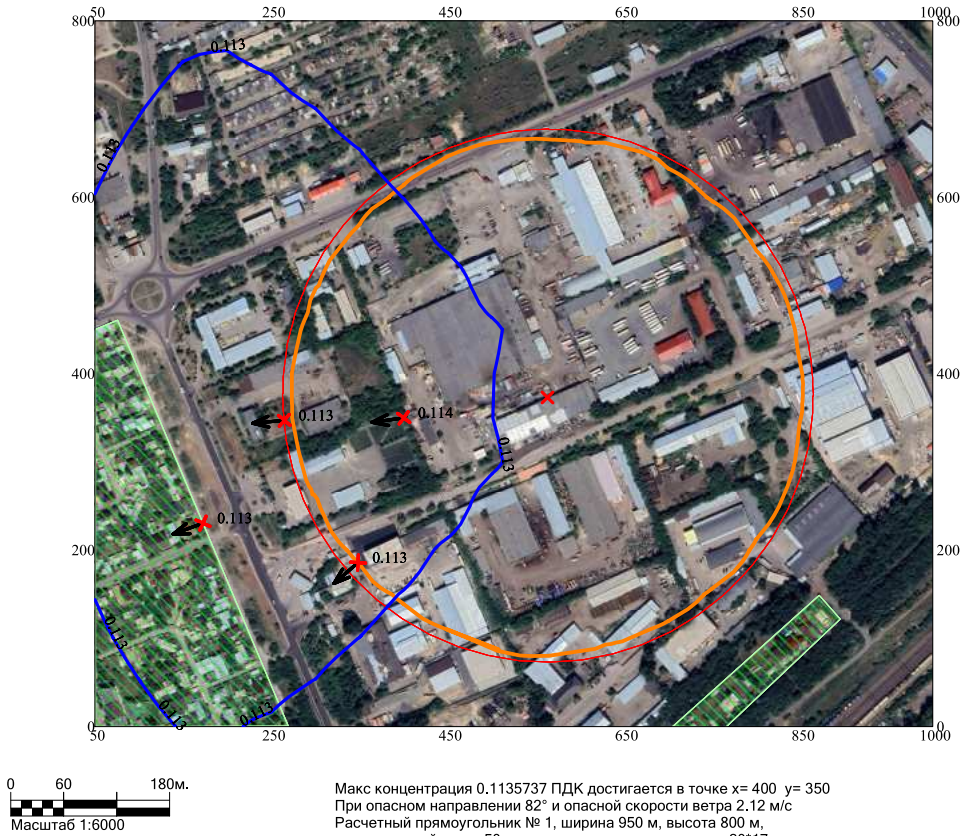 50 250 450 650 850 1000
800 800
0.113
0.113
600 600
400 400
0.113 0.114
0.113
0.113
200 200
0.113
0.113
0.113
0.113
0 0
50 250 450 650 850 1000
0 60 180м.
Масштаб 1:6000
Макс концентрация 0.1135737 ПДК достигается в точке x= 400 y= 350
При опасном направлении 82° и опасной скорости ветра 2.12 м/с
Расчетный прямоугольник № 1, ширина 950 м, высота 800 м,